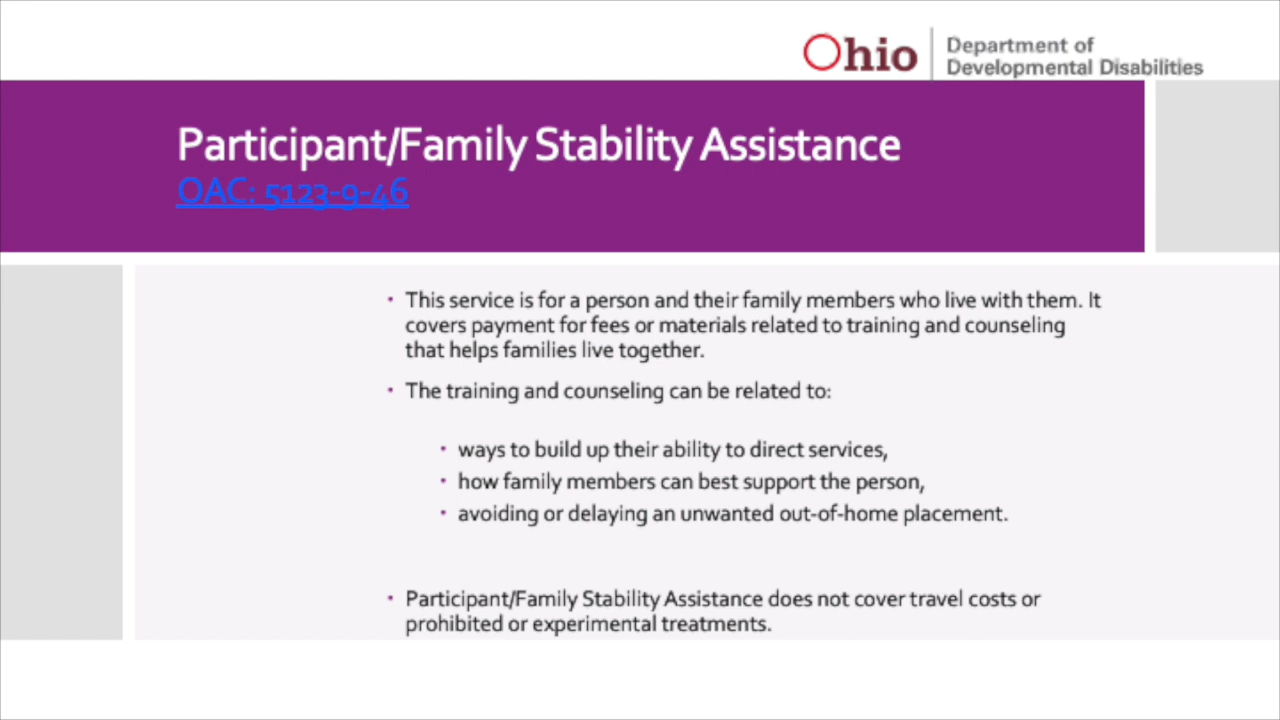 Ohio
Department of
Developmental Disabilities
Participant/Family Stability Assistance
OAC: 5123-9-46
This service is for a person and their family members who live with them. It
covers payment for fees or materials related to training and counseling
that helps families live together.
The training and counseling can be related to:
ways to build up their ability to direct services,
how family members can best support the person,
avoiding or delaying an unwanted out-of-home placement.
Participant/Family Stability Assistance does not cover travel costs or
prohibited or experimental treatments.